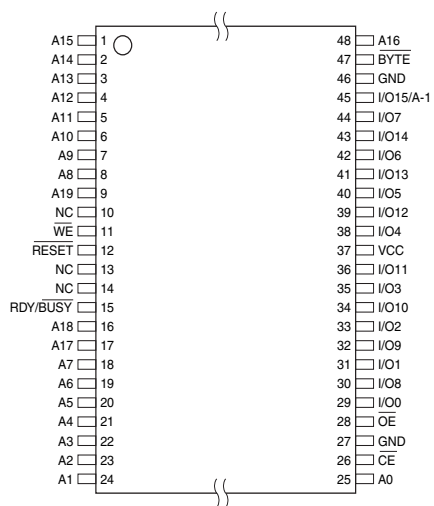 A15 1 48 A16
A14 2 47 BYTE
A13 3 46 GND
A12 4 45 I/O15/A-1
A11 5 44 I/O7
A10 6 43 I/O14
A9 7 42 I/O6
A8 8 41 I/O13
A19 9 40 I/O5
NC 10 39 I/O12
WE 11 38 I/O4
RESET 12 37 VCC
NC 13 36 I/O11
NC 14 35 I/O3
RDY/BUSY 15 34 I/O10
A18 16 33 I/O2
A17 17 32 I/O9
A7 18 31 I/O1
A6 19 30 I/O8
A5 20 29 I/O0
A4 21 28 OE
A3 22 27 GND
A2 23 26 CE
A1 24 25 A0